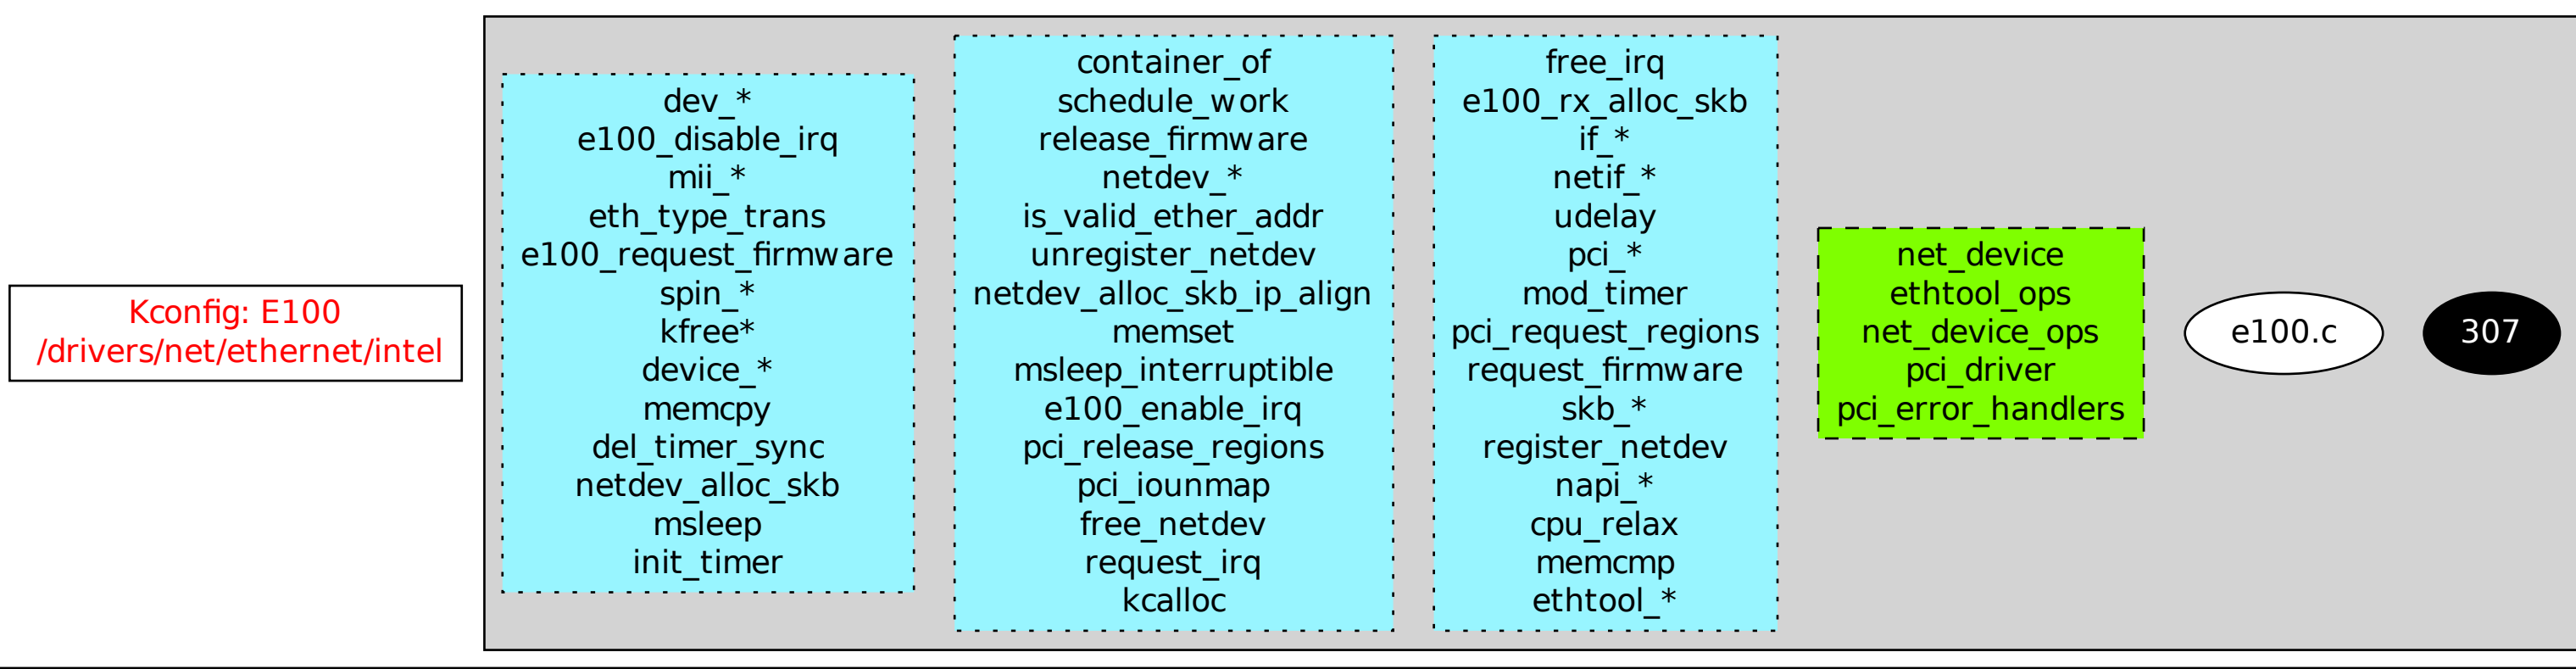 Kconfig: E100
/drivers/net/ethernet/intel
dev_*
e100_disable_irq
mii_*
eth_type_trans
e100_request_firmware
spin_*
kfree*
device_*
memcpy
del_timer_sync
netdev_alloc_skb
msleep
init_timer
container_of
schedule_work
release_firmware
netdev_*
is_valid_ether_addr
unregister_netdev
netdev_alloc_skb_ip_align
memset
msleep_interruptible
e100_enable_irq
pci_release_regions
pci_iounmap
free_netdev
request_irq
kcalloc
free_irq
e100_rx_alloc_skb
if_*
netif_*
udelay
pci_*
mod_timer
pci_request_regions
request_firmware
skb_*
register_netdev
napi_*
cpu_relax
memcmp
ethtool_*
net_device
ethtool_ops
net_device_ops
pci_driver
pci_error_handlers
e100.c
307